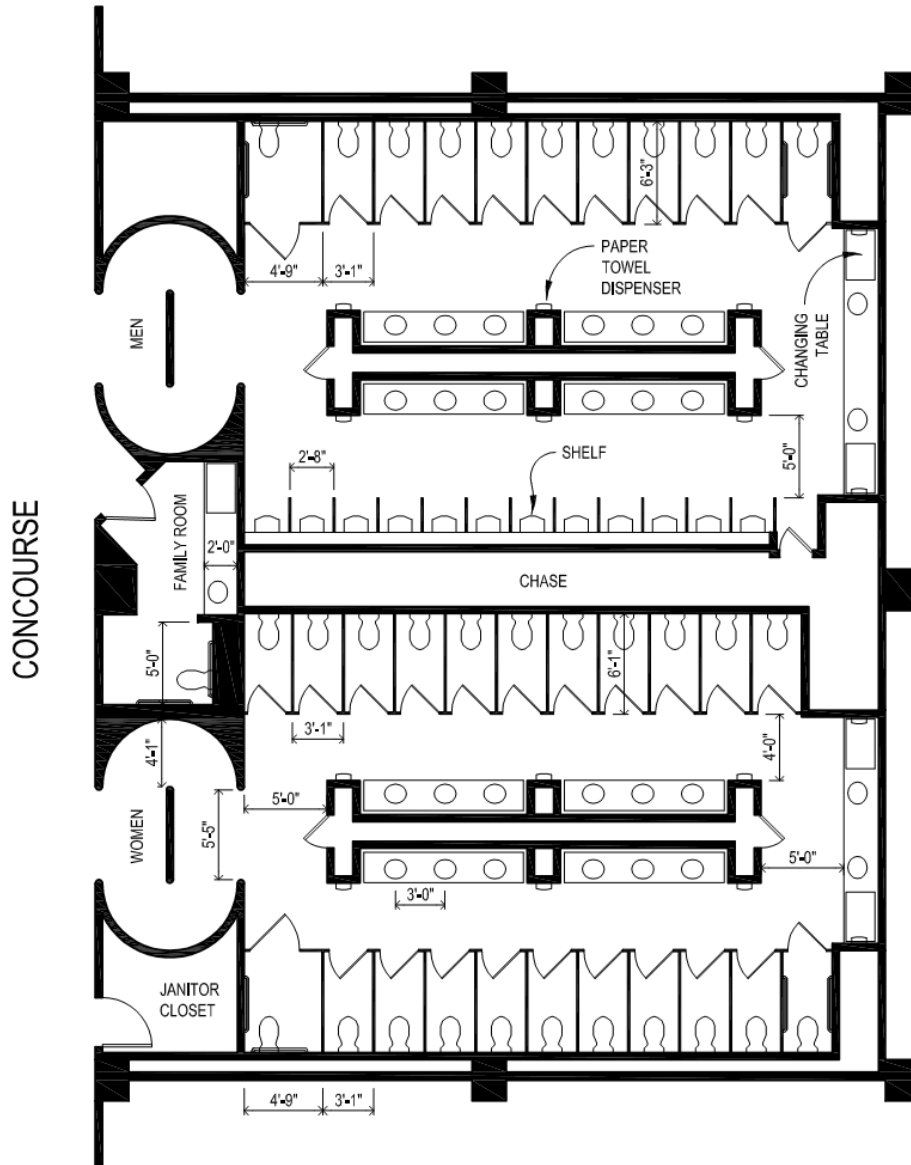 6'-3"
4'-9"
3'-1"
PAPER
TOWEL
DISPENSER
MEN
CHANGING
TABLE
5'-0"
2'-8"
SHELF
CONCOURSE
FAMILY ROOM
2'-0"
CHASE
5'-0"
6'-1"
3'-1"
4'-1"
4'-0"
WOMEN
5'-5"
5'-0"
5'-0"
3'-0"
JANITOR
CLOSET
4'-9"
3'-1"